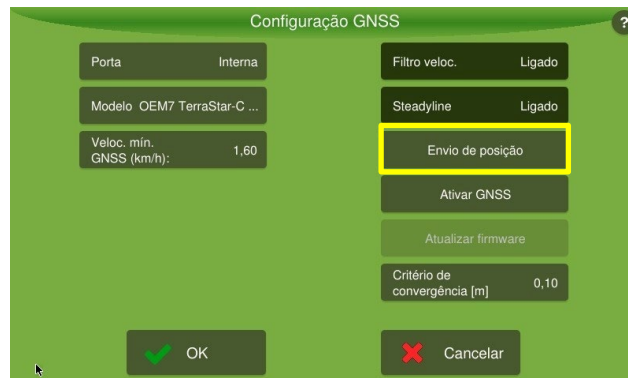 Configuração GNSS
?
Porta Interna
Modelo OEM7 TerraStar-C ...
Veloc. mín.
GNSS (km/h): 1,60
Filtro veloc. Ligado
Steadyline Ligado
Envio de posição
Ativar GNSS
Atualizar firmware
Critério de
convergência [m] 0,10
OK
Cancelar